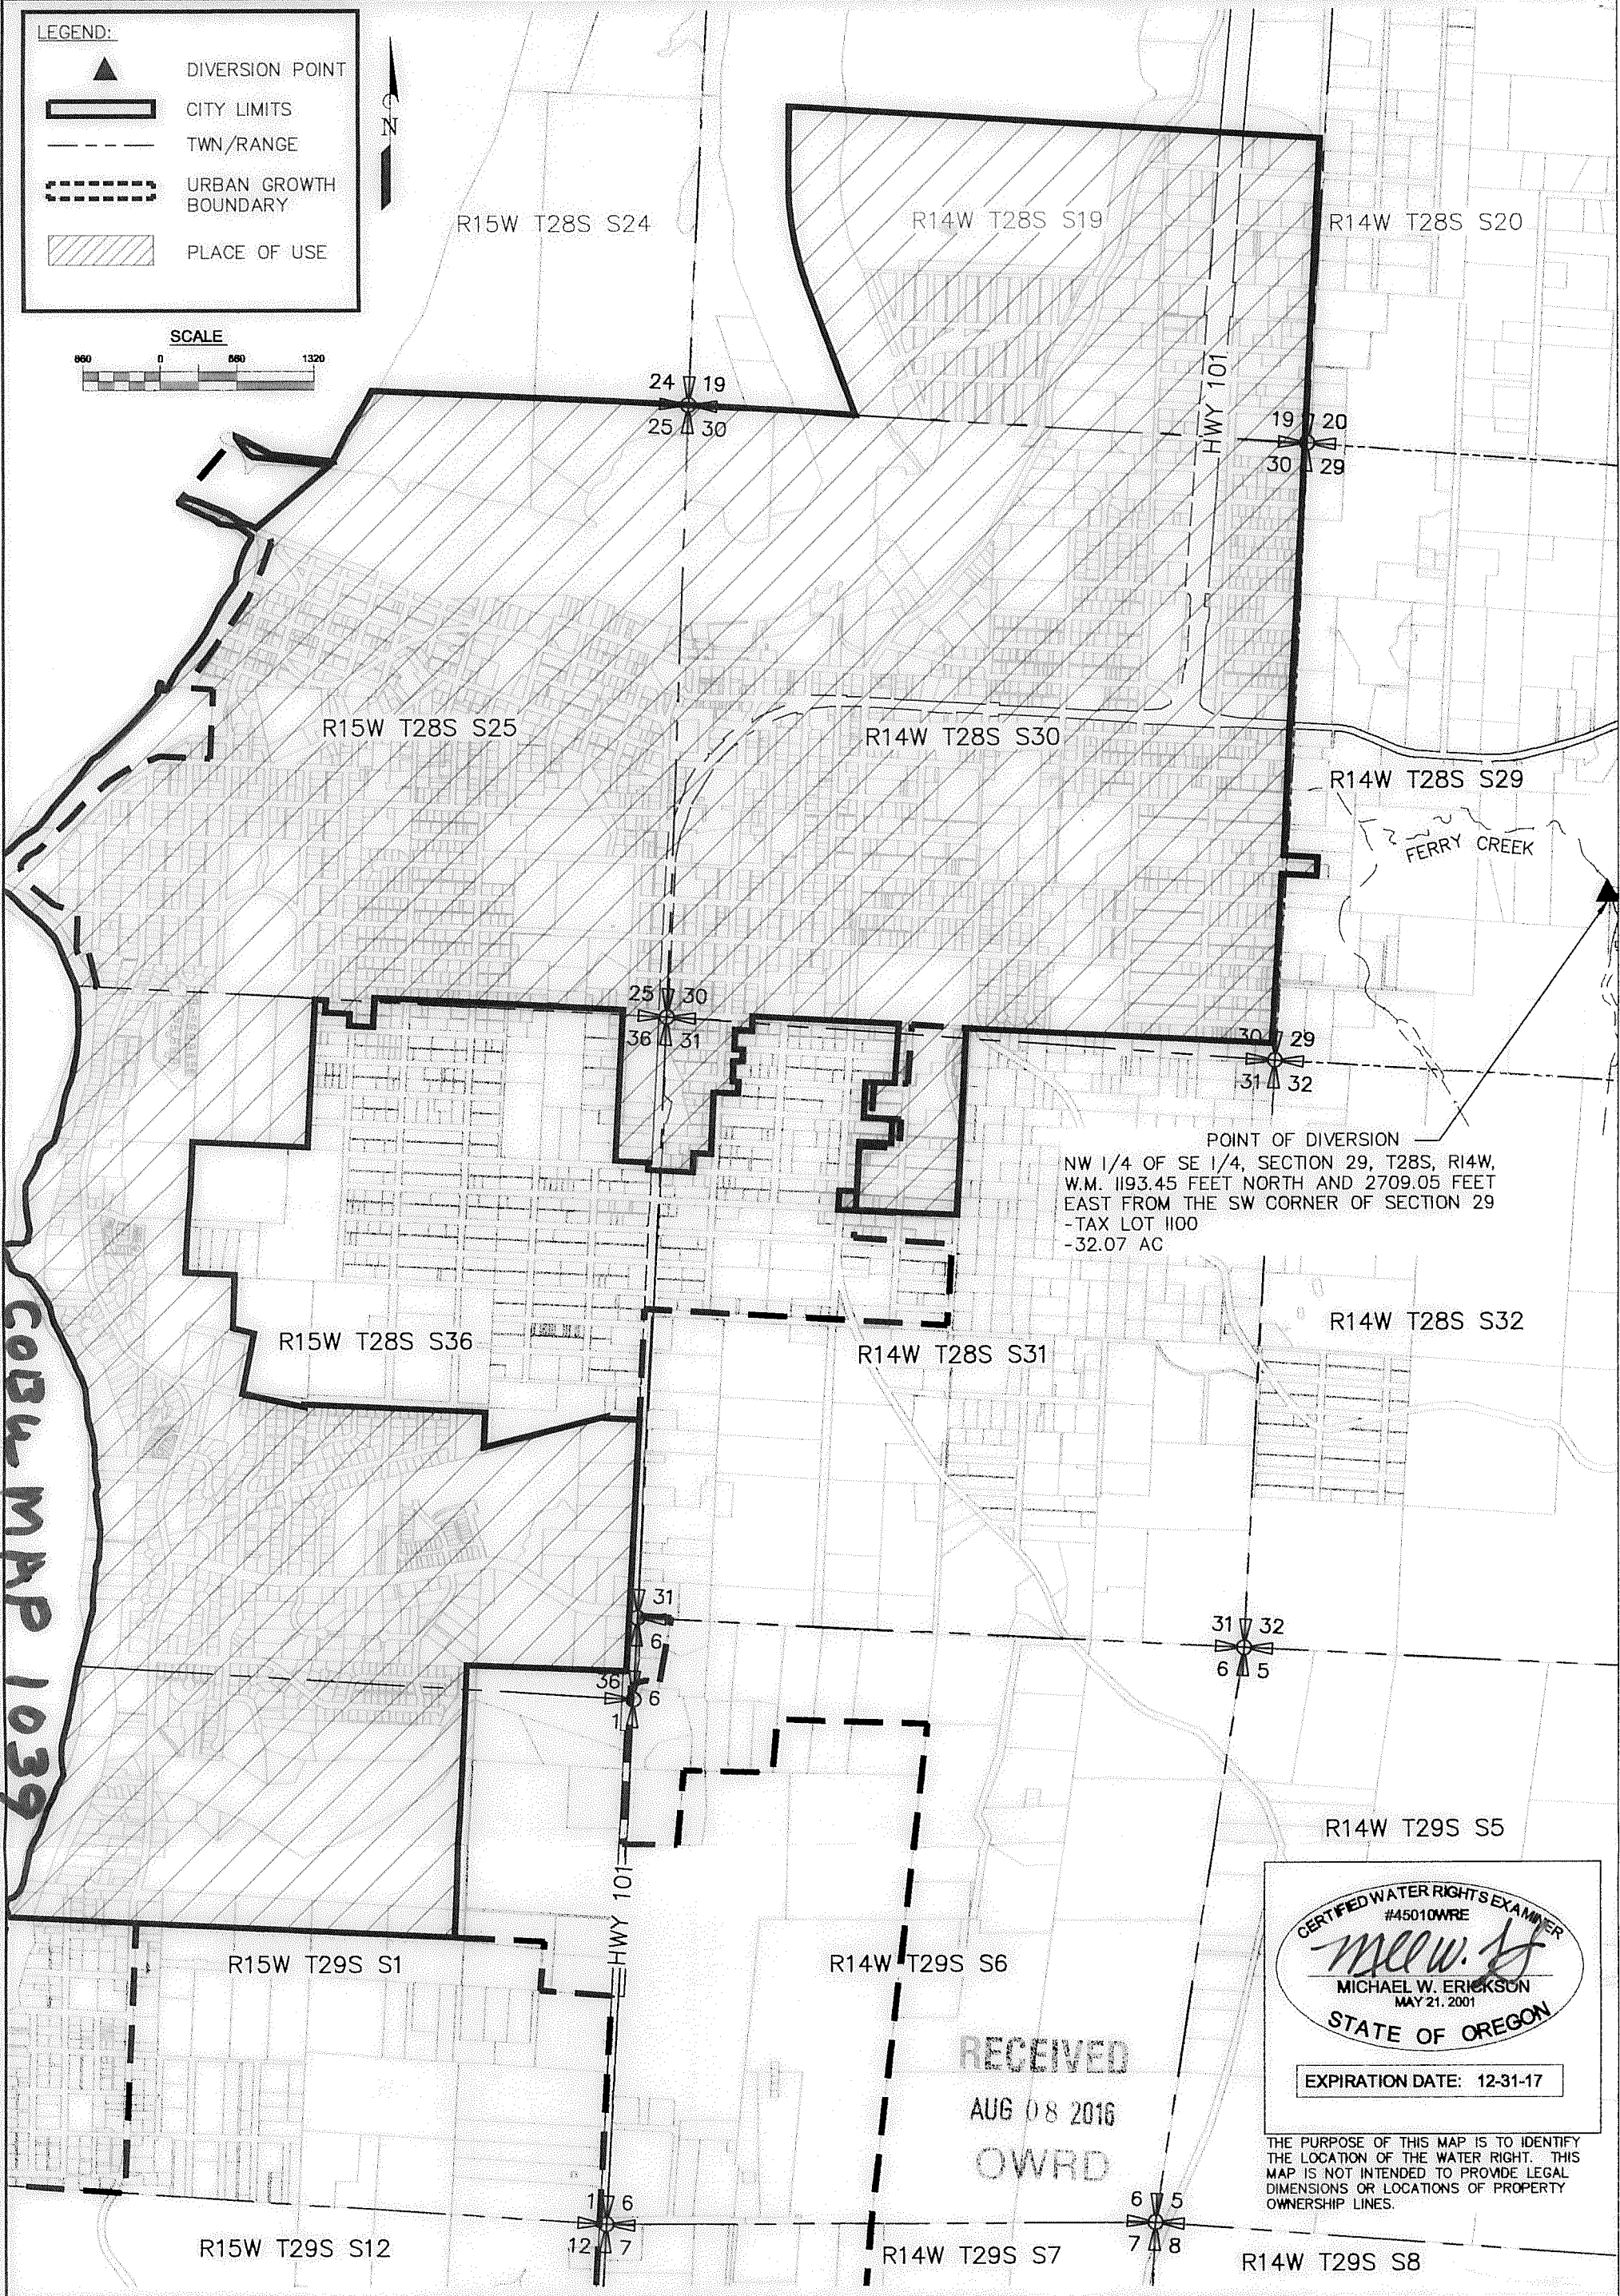 LEGEND:
DIVERSION POINT
CITY LIMITS
TWN/RANGE
URBAN GROWTH
BOUNDARY
PLACE OF USE
N
SCALE
660 0 660 1320
R15W T28S S24
R14W T28S S19
R14W T28S S20
24 19
25 30
HWY 101
19 20
30 29
R15W T28S S25
R14W T28S S30
R14W T28S S29
FERRY CREEK
25 30
36 31
30 29
31 32
POINT OF DIVERSION
NW 1/4 OF SE 1/4, SECTION 29, T28S, R14W,
W.M. 1193.45 FEET NORTH AND 2709.05 FEET
EAST FROM THE SW CORNER OF SECTION 29
-TAX LOT 1100
-32.07 AC
R15W T28S S36
R14W T28S S31
R14W T28S S32
COBU MAP 1039
31
6
36
6
1
31 32
6 5
HWY 101
R14W T29S S5
R15W T29S S1
R14W T29S S6
CERTIFIED WATER RIGHTS EXAMINER
#45010WRE
MICHAEL W. ERICKSON
MAY 21, 2001
STATE OF OREGON
EXPIRATION DATE: 12-31-17
RECEIVED
AUG 08 2016
OWRD
THE PURPOSE OF THIS MAP IS TO IDENTIFY
THE LOCATION OF THE WATER RIGHT. THIS
MAP IS NOT INTENDED TO PROVIDE LEGAL
DIMENSIONS OR LOCATIONS OF PROPERTY
OWNERSHIP LINES.
1 6
12 7
6 5
7 8
R15W T29S S12
R14W T29S S7
R14W T29S S8